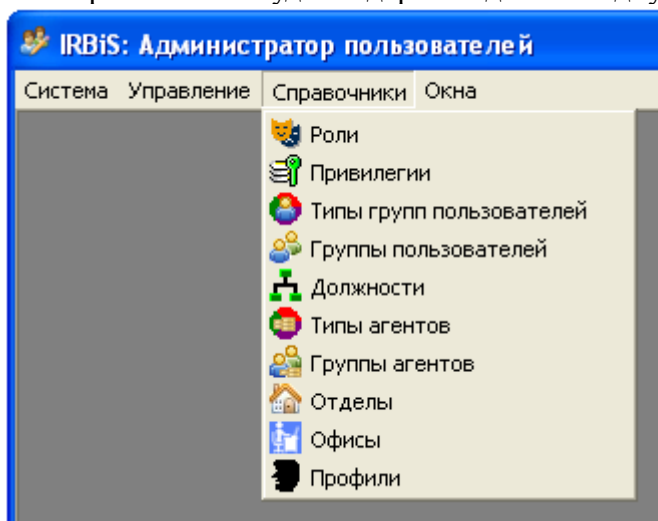 IRBiS: Администратор пользователей
Система Управление Справочники Окна
Роли
Привилегии
Типы групп пользователей
Группы пользователей
Должности
Типы агентов
Группы агентов
Отделы
Офисы
Профили